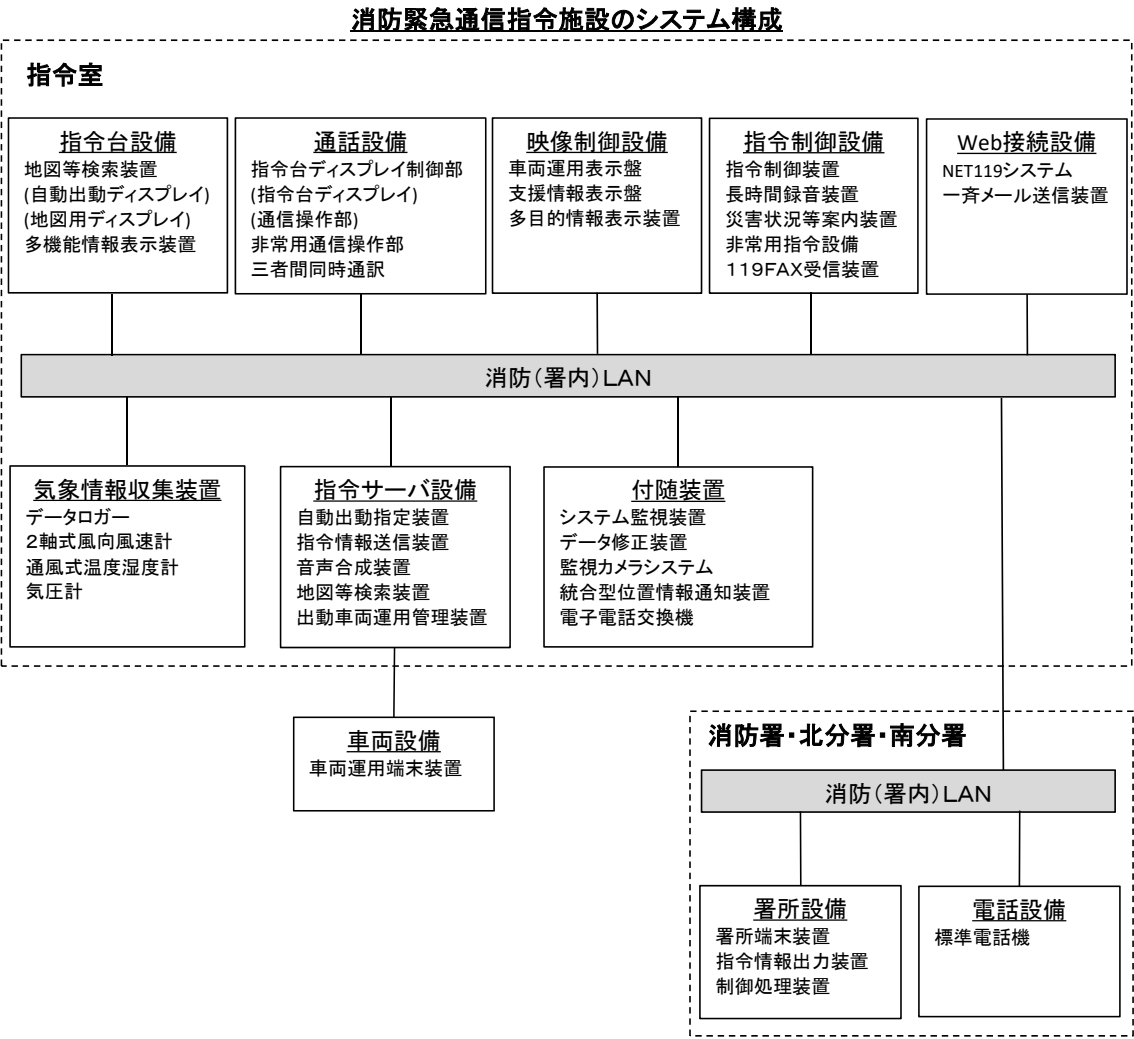 消防緊急通信指令施設のシステム構成
指令室
指令台設備
地図等検索装置
(自動出動ディスプレイ)
(地図用ディスプレイ)
多機能情報表示装置
通話設備
指令台ディスプレイ制御部
(指令台ディスプレイ)
(通信操作部)
非常用通信操作部
三者間同時通訳
映像制御設備
車両運用表示盤
支援情報表示盤
多目的情報表示装置
指令制御設備
指令制御装置
長時間録音装置
災害状況等案内装置
非常用指令設備
119FAX受信装置
Web接続設備
NET119システム
一斉メール送信装置
消防(署内)LAN
気象情報収集装置
データロガー
2軸式風向風速計
通風式温度湿度計
気圧計
指令サーバ設備
自動出動指定装置
指令情報送信装置
音声合成装置
地図等検索装置
出動車両運用管理装置
付随装置
システム監視装置
データ修正装置
監視カメラシステム
統合型位置情報通知装置
電子電話交換機
車両設備
車両運用端末装置
消防署・北分署・南分署
消防(署内)LAN
署所設備
署所端末装置
指令情報出力装置
制御処理装置
電話設備
標準電話機